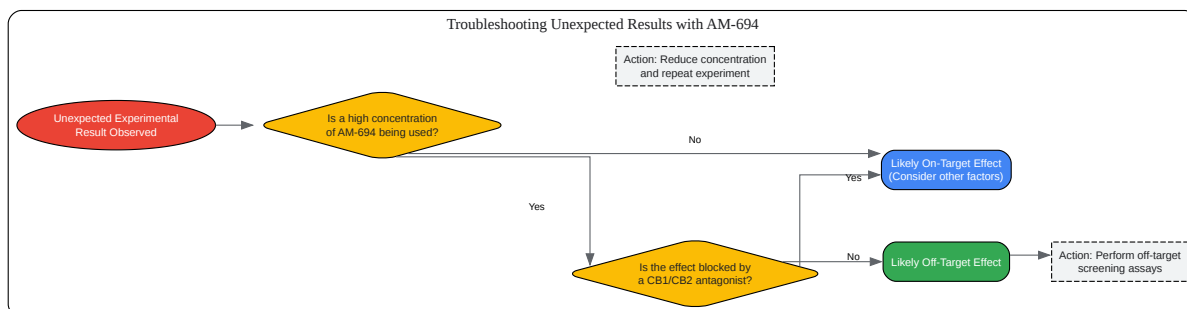 Troubleshooting Unexpected Results with AM-694
Action: Reduce concentration
and repeat experiment
Unexpected Experimental
Result Observed
Is a high concentration
of AM-694 being used?
No
Likely On-Target Effect
(Consider other factors)
Yes
Yes
Is the effect blocked by
a CB1/CB2 antagonist?
No
Likely Off-Target Effect
Action: Perform off-target
screening assays